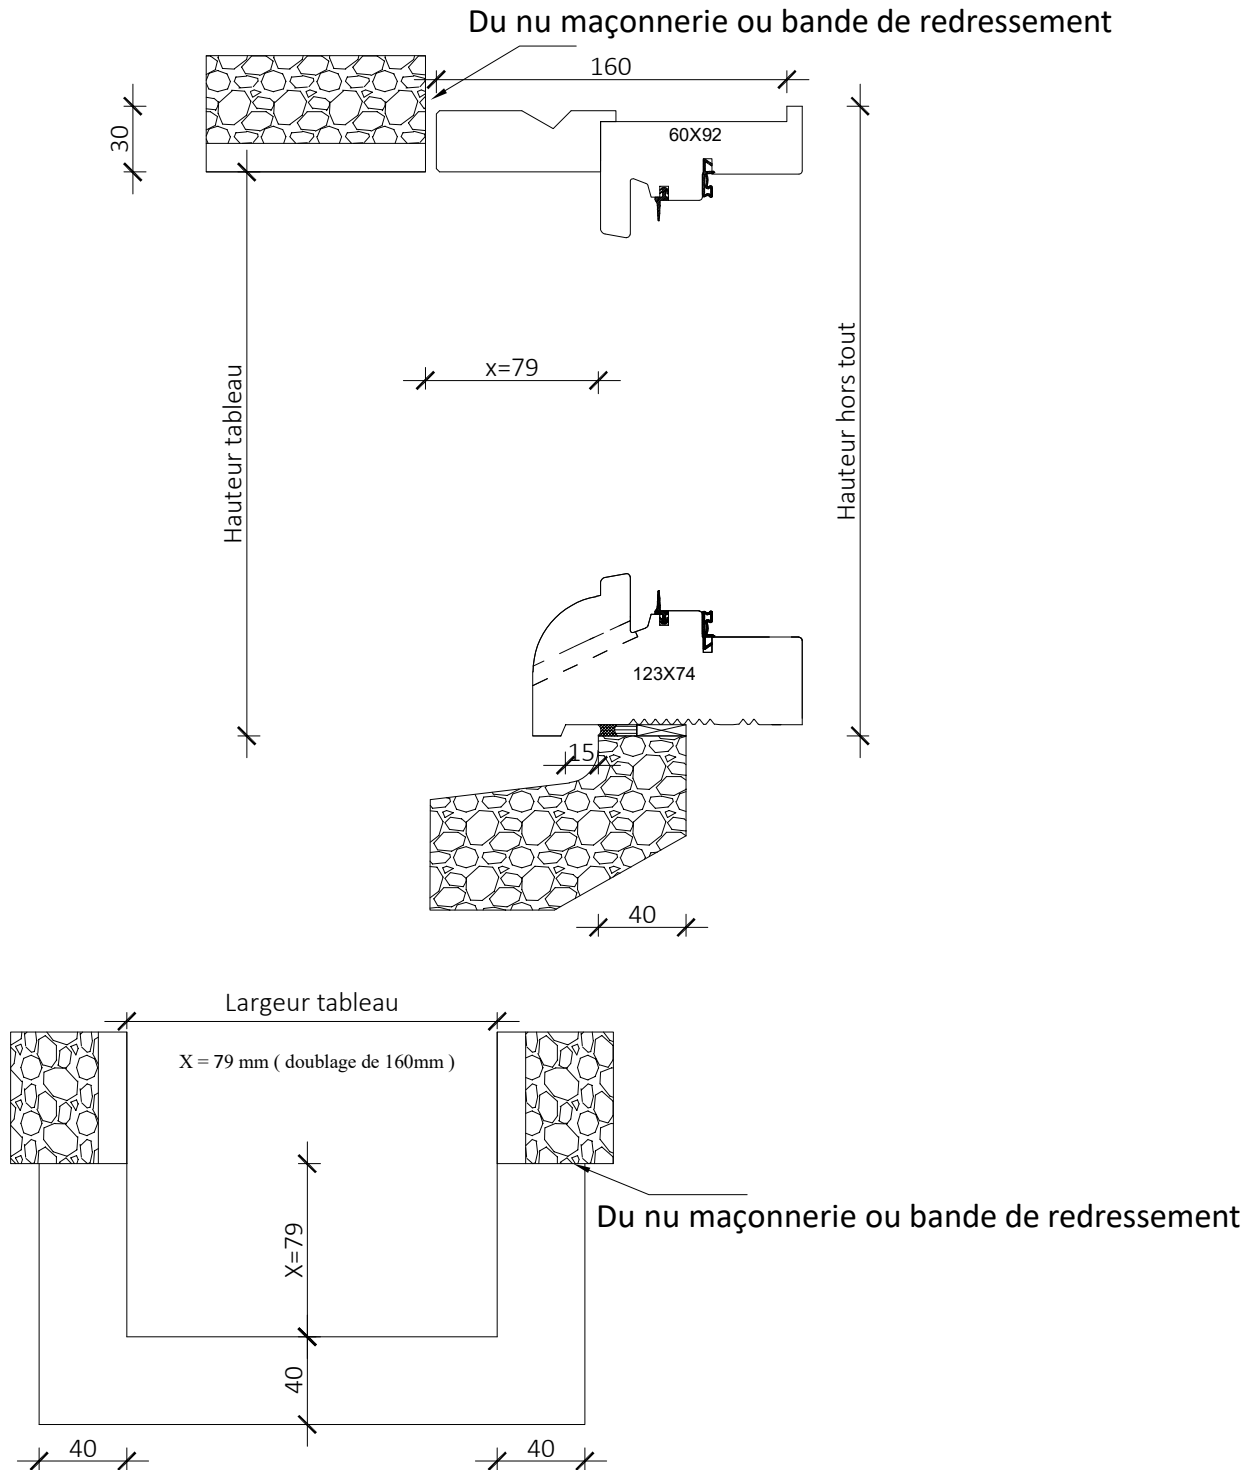 Du nu maçonnerie ou bande de redressement
160
30
60X92
Hauteur tableau
x=79
Hauteur hors tout
123X74
15
40
Largeur tableau
X = 79 mm ( doublage de 160mm )
Du nu maçonnerie ou bande de redressement
X=79
40
40
40